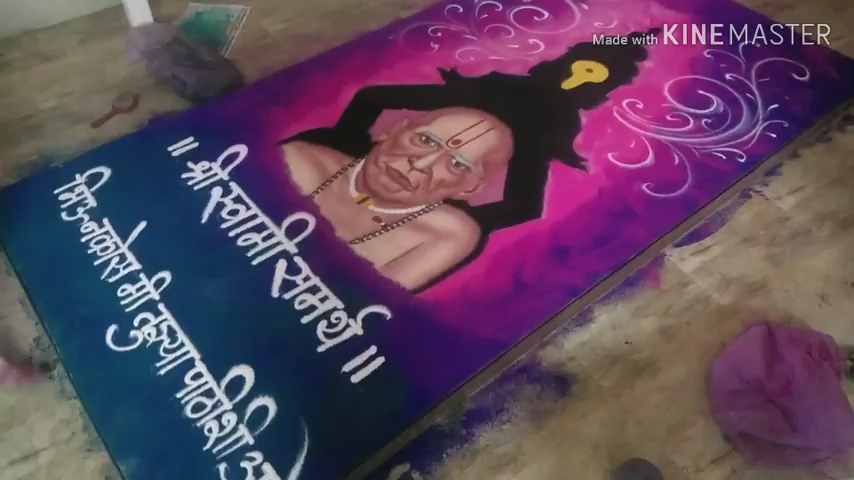 Made with KINEMASTER
॥ श्री स्वामी समर्थ ॥
भिऊ नकोस मी तुझ्या पाठीशी